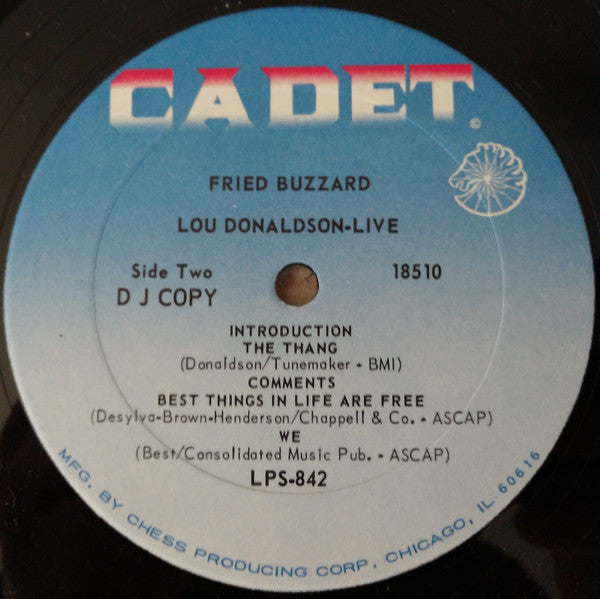 CADET
©
FRIED BUZZARD
LOU DONALDSON-LIVE
Side Two 18510
D J COPY
INTRODUCTION
THE THANG
(Donaldson/Tunemaker - BMI)
COMMENTS
BEST THINGS IN LIFE ARE FREE
(Desylva-Brown-Henderson/Chappell & Co. - ASCAP)
WE
(Best/Consolidated Music Pub. - ASCAP)
LPS-842
MFG. BY CHESS PRODUCING CORP., CHICAGO, IL 60616